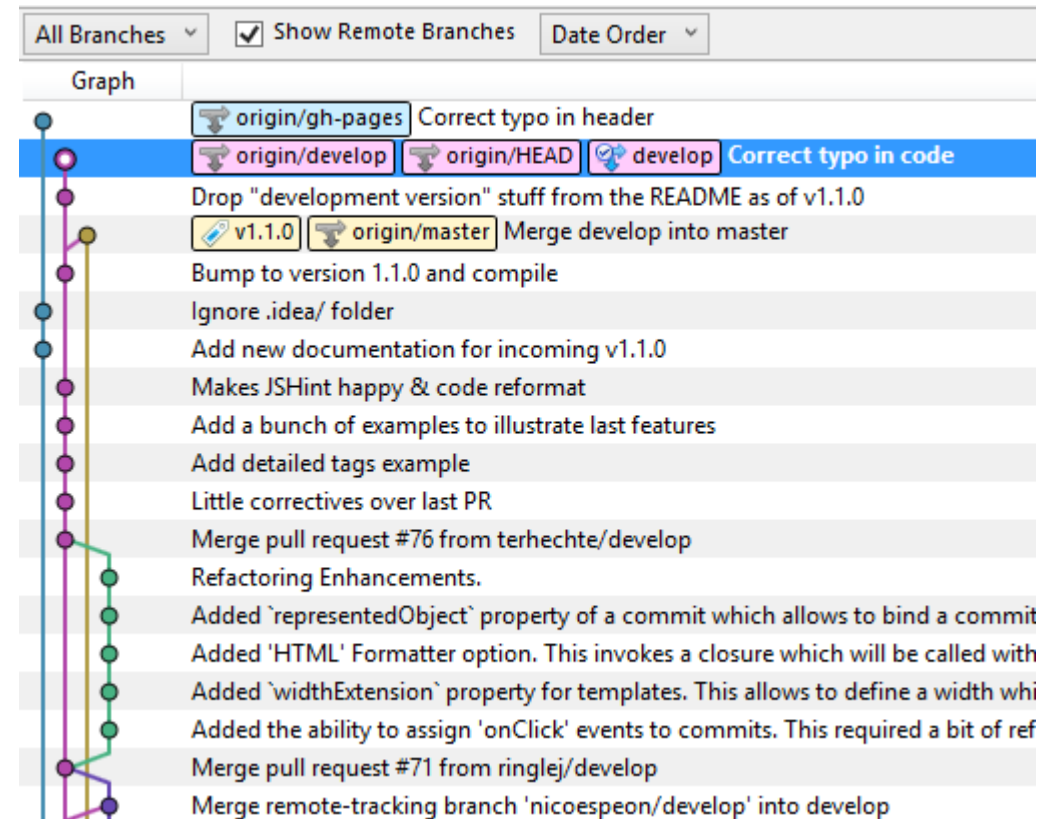 All Branches Show Remote Branches Date Order
Graph
origin/gh-pages Correct typo in header
origin/develop origin/HEAD develop Correct typo in code
Drop "development version" stuff from the README as of v1.1.0
v1.1.0 origin/master Merge develop into master
Bump to version 1.1.0 and compile
Ignore .idea/ folder
Add new documentation for incoming v1.1.0
Makes JSHint happy & code reformat
Add a bunch of examples to illustrate last features
Add detailed tags example
Little correctives over last PR
Merge pull request #76 from terhechte/develop
Refactoring Enhancements.
Added `representedObject` property of a commit which allows to bind a commit
Added 'HTML' Formatter option. This invokes a closure which will be called with
Added `widthExtension` property for templates. This allows to define a width whi
Added the ability to assign 'onClick' events to commits. This required a bit of ref
Merge pull request #71 from ringlej/develop
Merge remote-tracking branch 'nicoespeon/develop' into develop